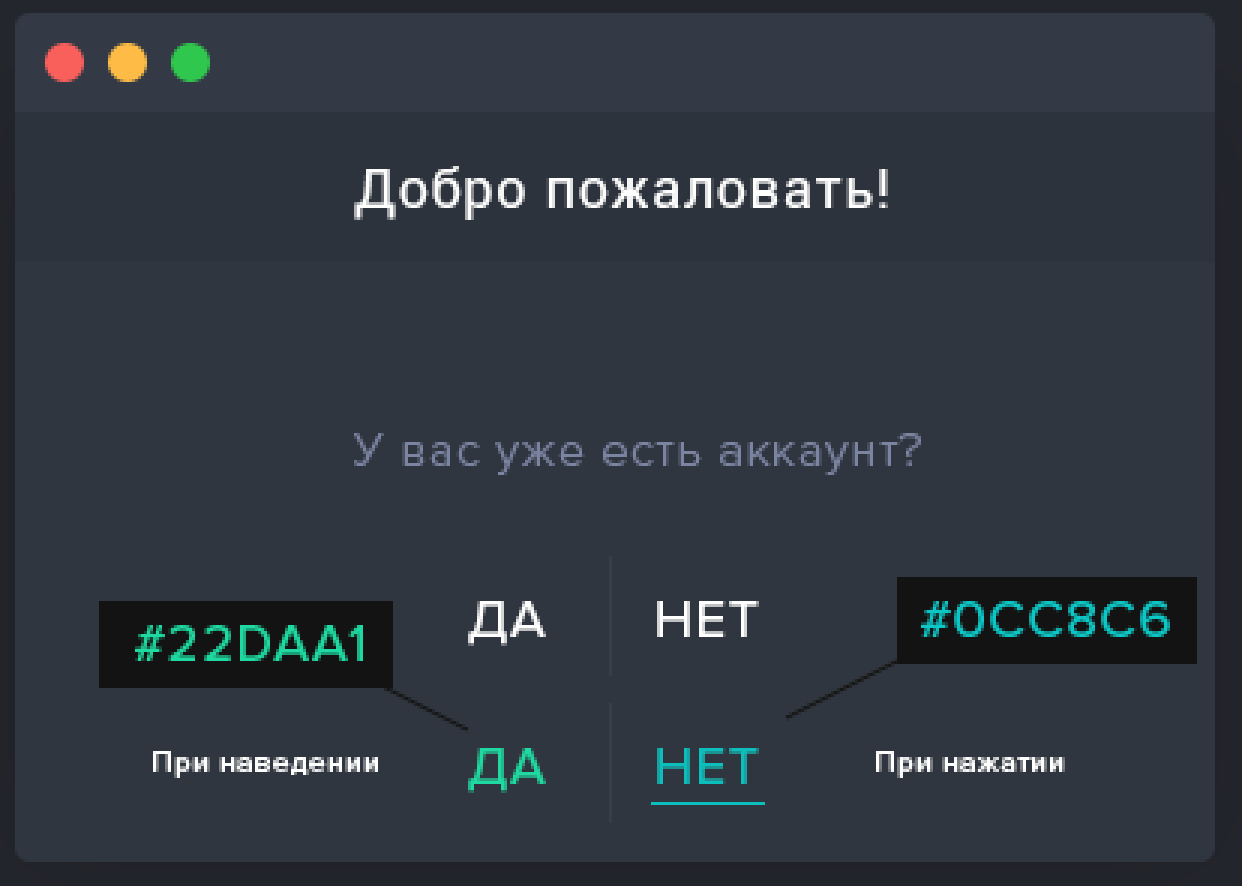 Добро пожаловать!
У вас уже есть аккаунт?
ДА НЕТ
#22DAA1 #0CC8C6
При наведении ДА НЕТ При нажатии